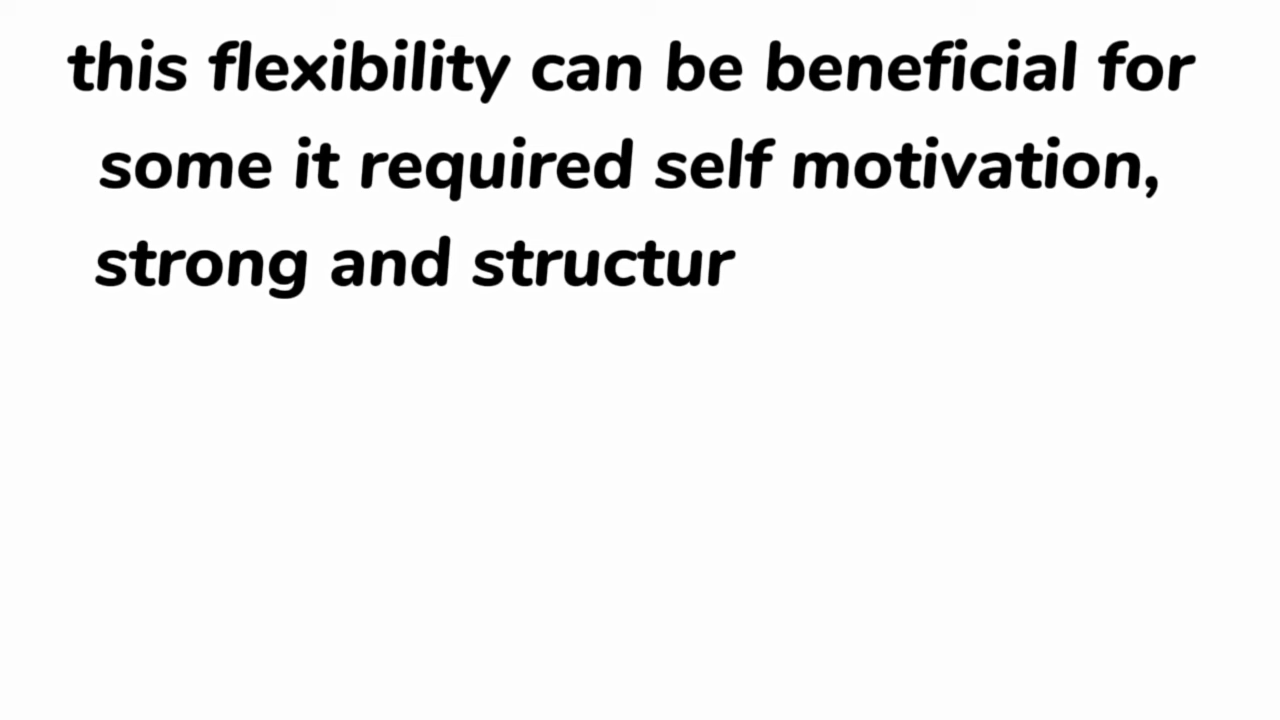 this flexibility can be beneficial for
some it required self motivation,
strong and structur